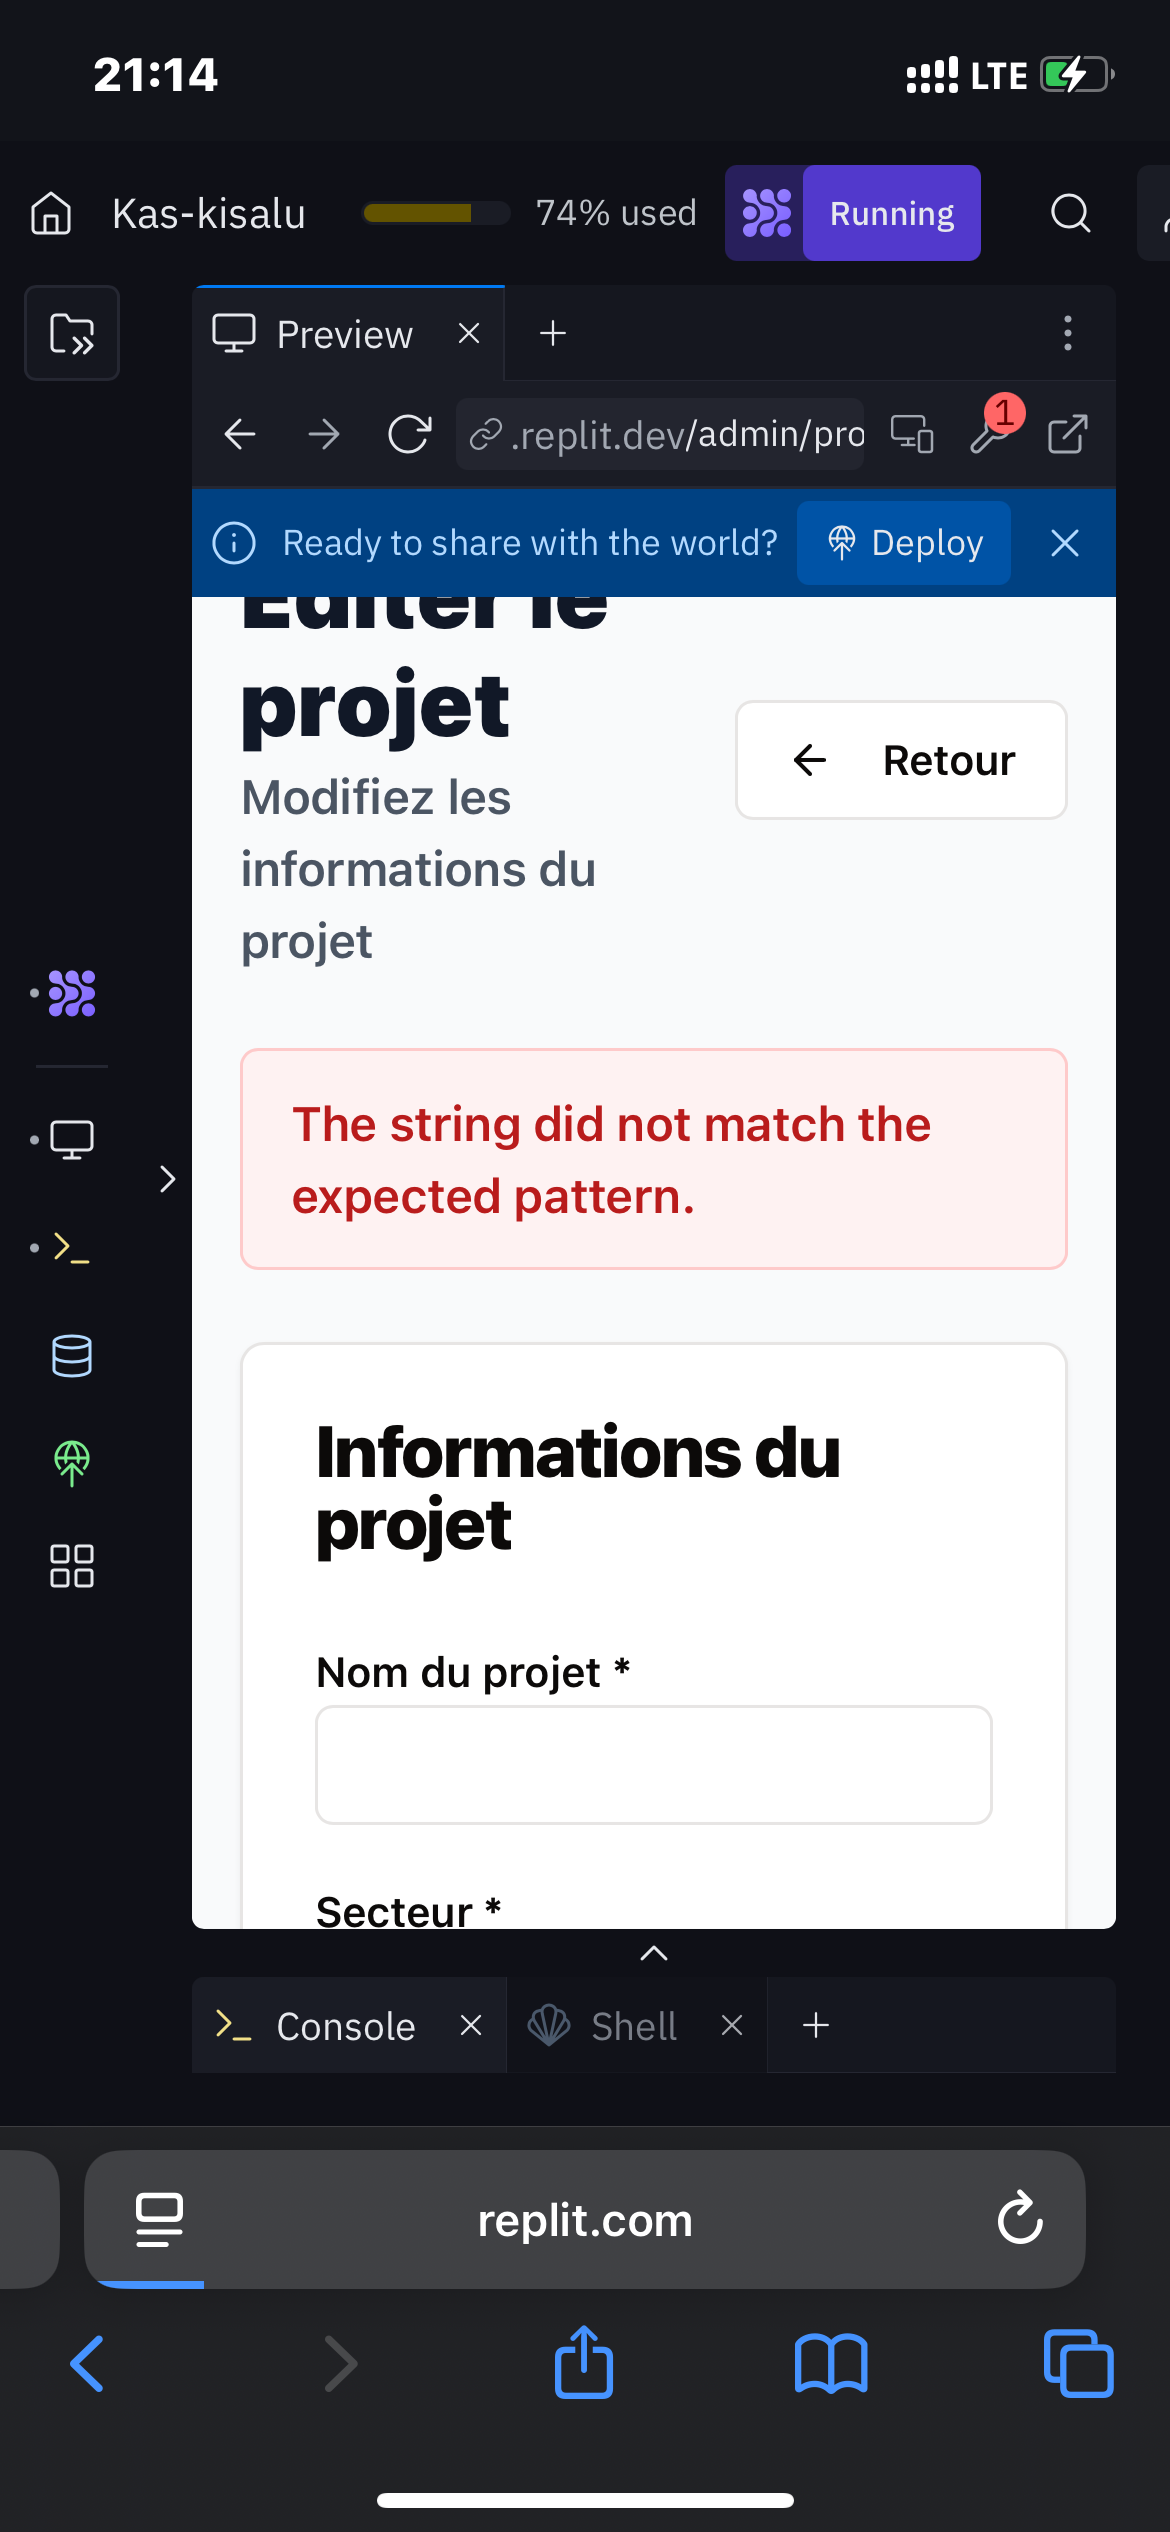 21:14
LTE
Kas-kisalu
74% used
Running
Preview
.replit.dev/admin/pro
1
Ready to share with the world?
Deploy
Editer le
projet
Retour
Modifiez les
informations du
projet
The string did not match the
expected pattern.
Informations du
projet
Nom du projet *
Secteur *
Console
Shell
replit.com